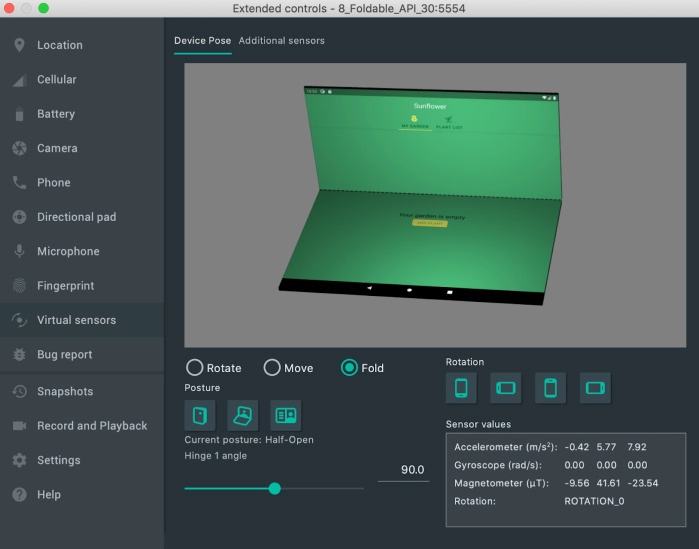 Extended controls - 8_Foldable_API_30:5554
Location
Cellular
Battery
Camera
Phone
Directional pad
Microphone
Fingerprint
Virtual sensors
Bug report
Snapshots
Record and Playback
Settings
Help
Device Pose Additional sensors
Sunflower
MY GARDEN PLANT LIST
Your garden is empty
ADD PLANT
Rotate Move Fold
Posture
Current posture: Half-Open
Hinge 1 angle
90.0
Rotation
Sensor values
Accelerometer (m/s²): -0.42 5.77 7.92
Gyroscope (rad/s): 0.00 0.00 0.00
Magnetometer (μT): -9.56 41.61 -23.54
Rotation: ROTATION_0